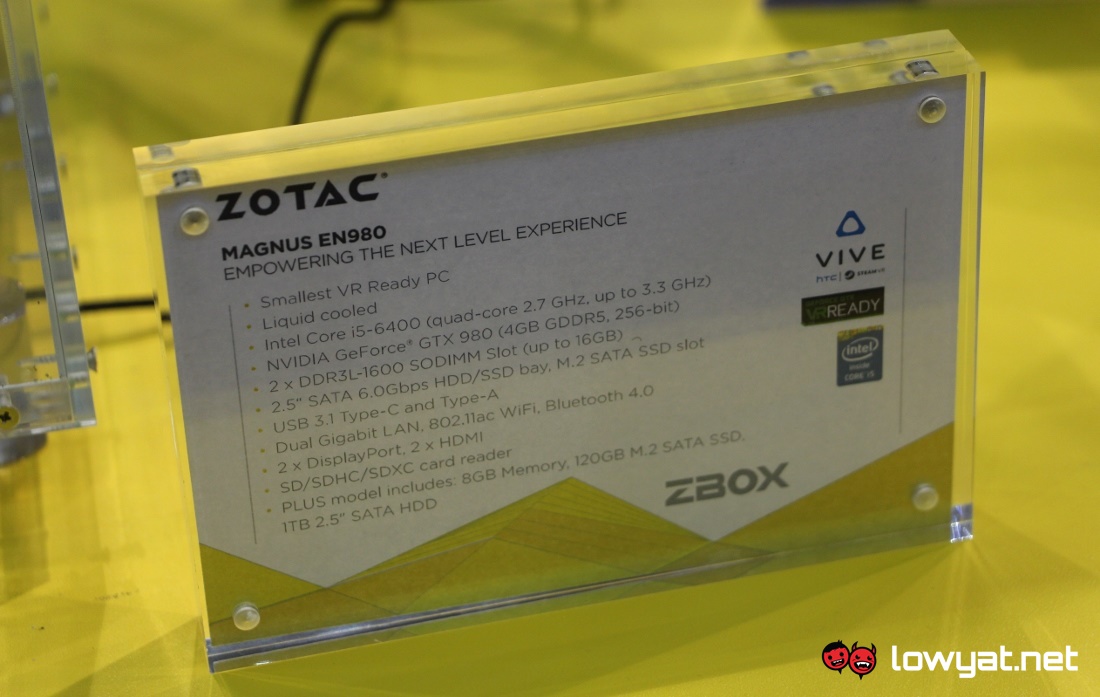 ZOTAC®
MAGNUS EN980
EMPOWERING THE NEXT LEVEL EXPERIENCE
• Smallest VR Ready PC
• Liquid cooled
• Intel Core i5-6400 (quad-core 2.7 GHz, up to 3.3 GHz)
• NVIDIA GeForce® GTX 980 (4GB GDDR5, 256-bit)
• 2 x DDR3L-1600 SODIMM Slot (up to 16GB)
• 2.5" SATA 6.0Gbps HDD/SSD bay, M.2 SATA SSD slot
• USB 3.1 Type-C and Type-A
• Dual Gigabit LAN, 802.11ac WiFi, Bluetooth 4.0
• 2 x DisplayPort, 2 x HDMI
• SD/SDHC/SDXC card reader
• PLUS model includes: 8GB Memory, 120GB M.2 SATA SSD,
1TB 2.5" SATA HDD
VIVE
htc | STEAMVR
VR READY
intel
inside
CORE i5
ZBOX
lowyat.net